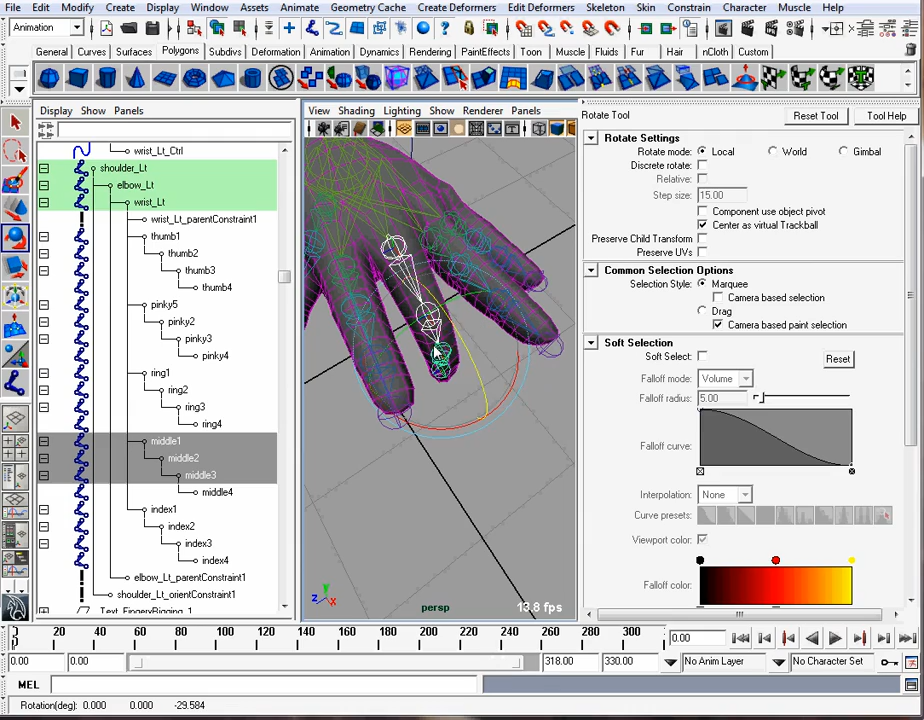 File Edit Modify Create Display Window Assets Animate Geometry Cache Create Deformers Edit Deformers Skeleton Skin Constrain Character Muscle Help
Animation
General Curves Surfaces Polygons Subdivs Deformation Animation Dynamics Rendering PaintEffects Toon Muscle Fluids Fur Hair nCloth Custom
Display Show Panels
View Shading Lighting Show Renderer Panels
Rotate Tool
Reset Tool
Tool Help
wrist_Lt_Ctrl
shoulder_Lt
elbow_Lt
wrist_Lt
wrist_Lt_parentConstraint1
thumb1
thumb2
thumb3
thumb4
pinky5
pinky2
pinky3
pinky4
ring1
ring2
ring3
ring4
middle1
middle2
middle3
middle4
index1
index2
index3
index4
elbow_Lt_parentConstraint1
shoulder_Lt_orientConstraint1
Text_FingeryRigging_1
y
z x
persp
13.8 fps
Rotate Settings
Rotate mode: Local World Gimbal
Discrete rotate:
Relative:
Step size: 15.00
Component use object pivot
Center as virtual Trackball
Preserve Child Transform
Preserve UVs
Common Selection Options
Selection Style: Marquee
Camera based selection
Drag
Camera based paint selection
Soft Selection
Soft Select:
Reset
Falloff mode: Volume
Falloff radius: 5.00
Falloff curve:
Interpolation: None
Curve presets:
Viewport color:
Falloff color:
20 40 60 80 100 120 140 160 180 200 220 240 260 280 300
0.00
0.00 0.00 318.00 330.00 No Anim Layer No Character Set
MEL
Rotation(deg): 0.000 0.000 -29.584